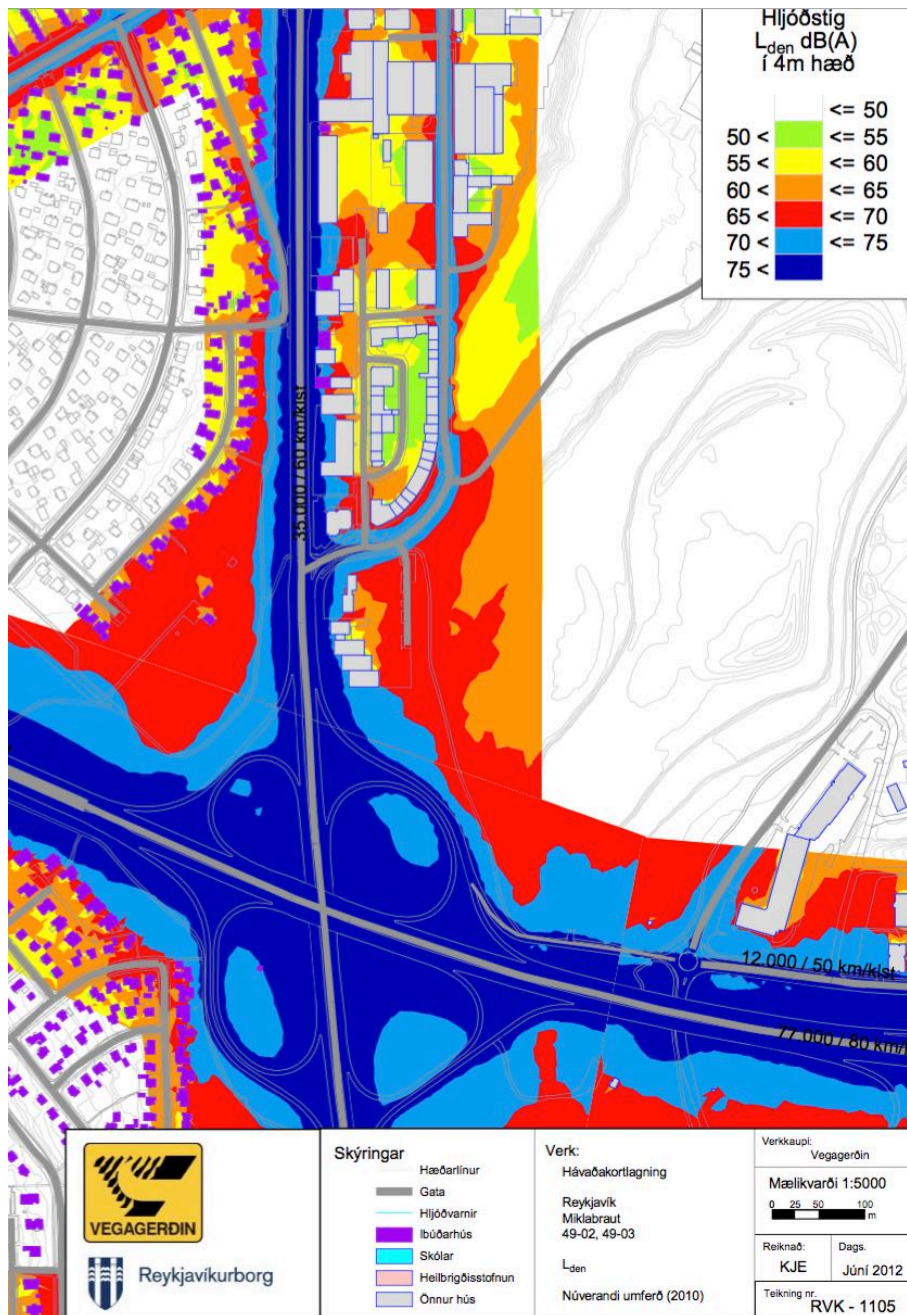 Hljóðstig
Lden dB(A)
í 4m hæð
<= 50
50 < <= 55
55 < <= 60
60 < <= 65
65 < <= 70
70 < <= 75
75 <
35.000 / 60 km/klst
12.000 / 50 km/klst
77.000 / 80 km/
VEGAGERÐIN
Reykjavíkurborg
Skýringar
Hæðarlínur
Gata
Hljóðvarnir
Íbúðarhús
Skólar
Heilbrigðisstofnun
Önnur hús
Verk:
Hávaðakortlagning
Reykjavík
Miklabraut
49-02, 49-03
Lden
Núverandi umferð (2010)
Verkkaupi:
Vegagerðin
Mælikvarði 1:5000
0 25 50 100
m
Reiknað:
KJE
Dags.
Júní 2012
Teikning nr.
RVK - 1105